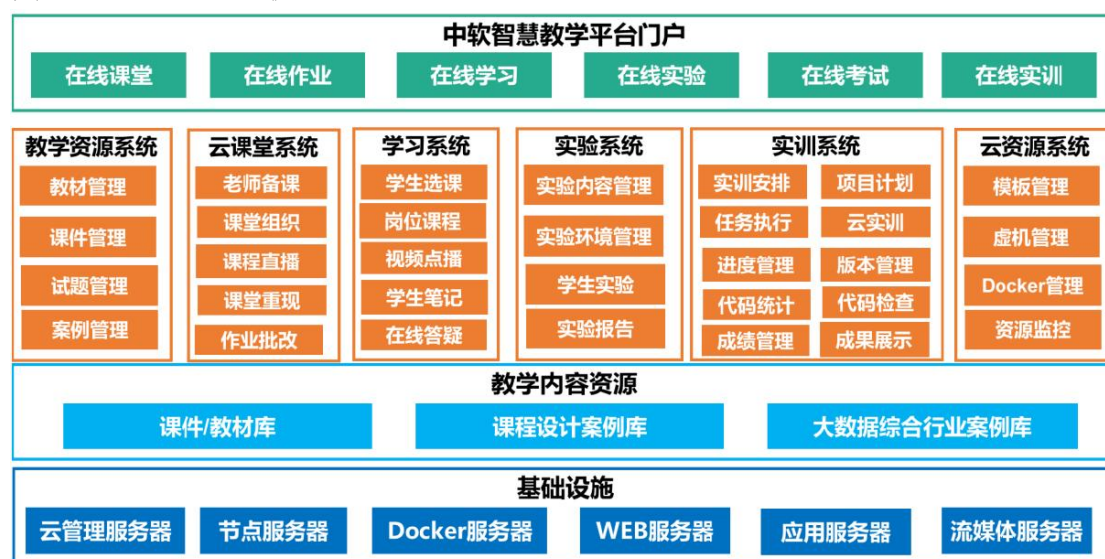 中软智慧教学平台门户
在线课堂 在线作业 在线学习 在线实验 在线考试 在线实训
教学资源系统
教材管理
课件管理
试题管理
案例管理
云课堂系统
老师备课
课堂组织
课程直播
课堂重现
作业批改
学习系统
学生选课
岗位课程
视频点播
学生笔记
在线答疑
实验系统
实验内容管理
实验环境管理
学生实验
实验报告
实训系统
实训安排 项目计划
任务执行 云实训
进度管理 版本管理
代码统计 代码检查
成绩管理 成果展示
云资源系统
模板管理
虚机管理
Docker管理
资源监控
教学内容资源
课件/教材库 课程设计案例库 大数据综合行业案例库
基础设施
云管理服务器 节点服务器 Docker服务器 WEB服务器 应用服务器 流媒体服务器